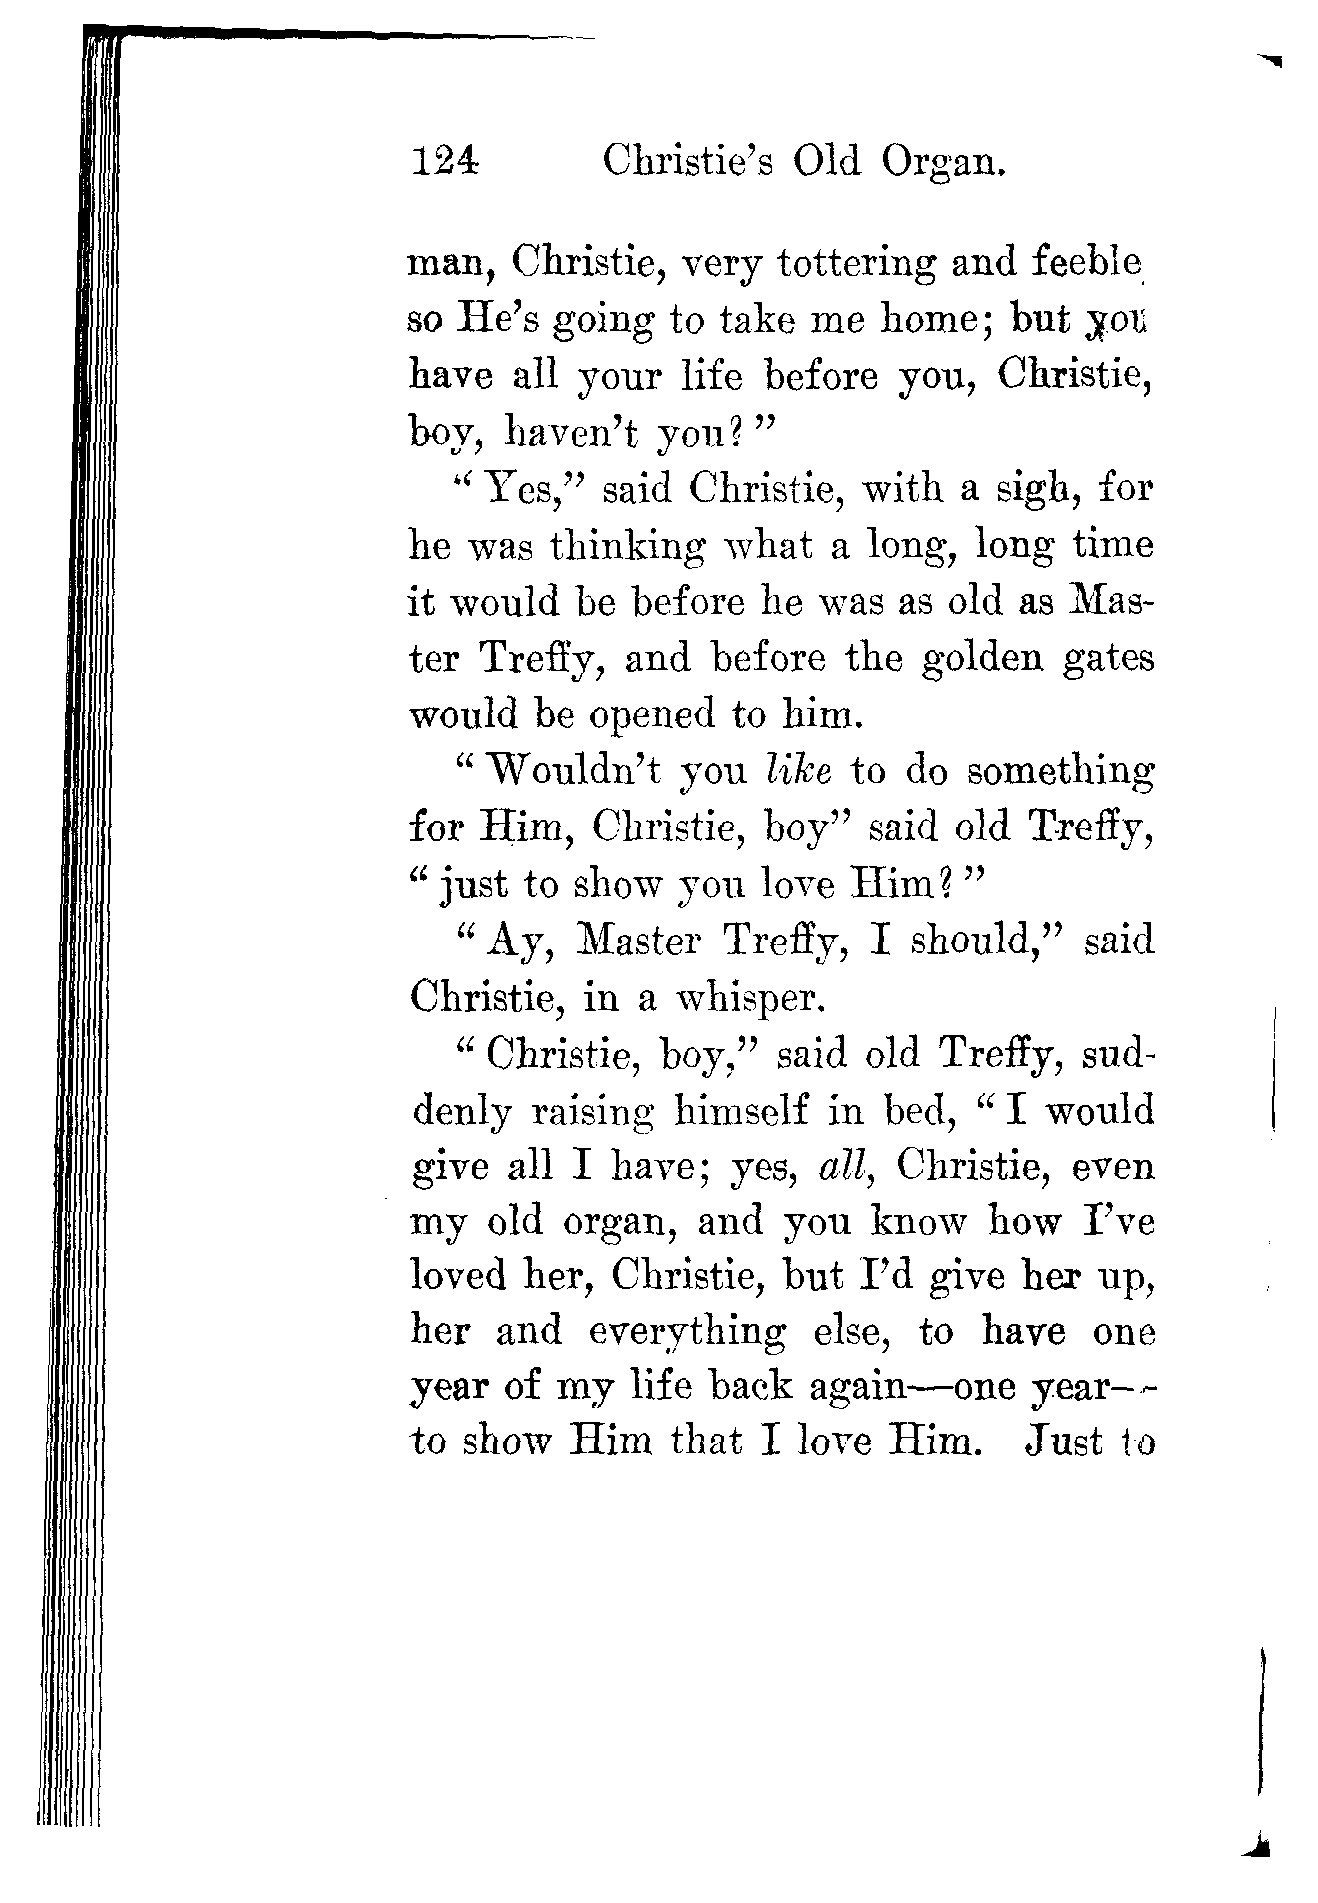 124 Christie's Old Organ.
man, Christie, very tottering and feeble
so He's going to take me home; but you
have all your life before you, Christie,
boy, haven't you?"
"Yes," said Christie, with a sigh, for
he was thinking what a long, long time
it would be before he was as old as Mas-
ter Treffy, and before the golden gates
would be opened to him.
"Wouldn't you like to do something
for Him, Christie, boy" said old Treffy,
"just to show you love Him?"
"Ay, Master Treffy, I should," said
Christie, in a whisper.
"Christie, boy," said old Treffy, sud-
denly raising himself in bed, "I would
give all I have; yes, all, Christie, even
my old organ, and you know how I've
loved her, Christie, but I'd give her up,
her and everything else, to have one
year of my life back again—one year—
to show Him that I love Him. Just to